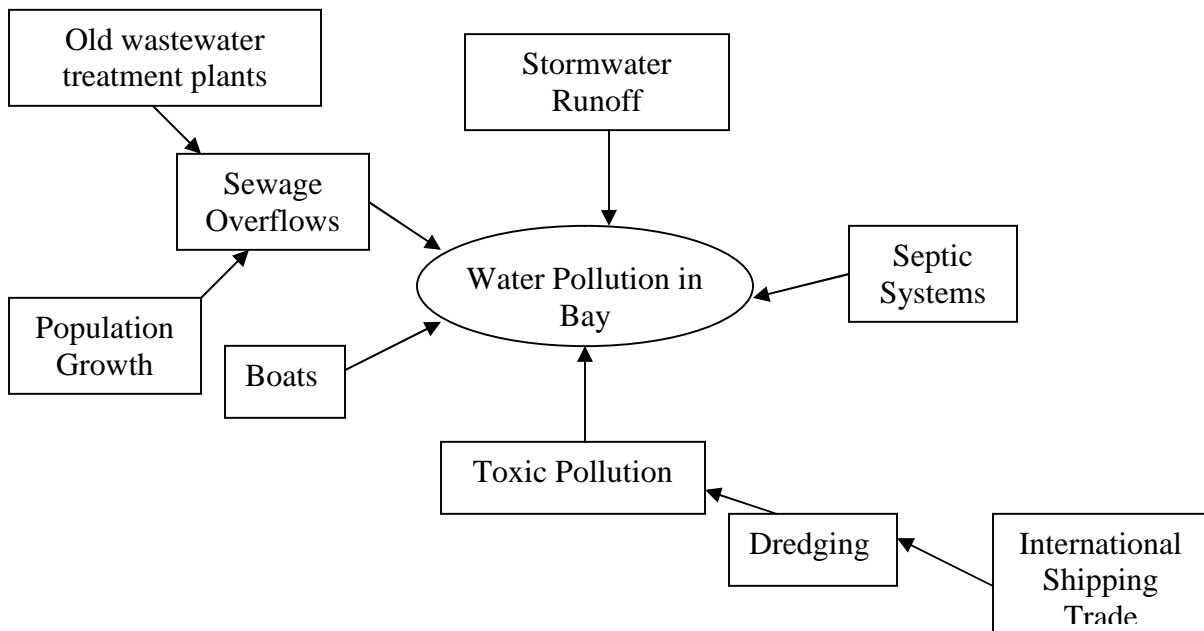 Old wastewater
treatment plants
Stormwater
Runoff
Sewage
Overflows
Water Pollution in
Bay
Septic
Systems
Population
Growth
Boats
Toxic Pollution
Dredging
International
Shipping
Trade